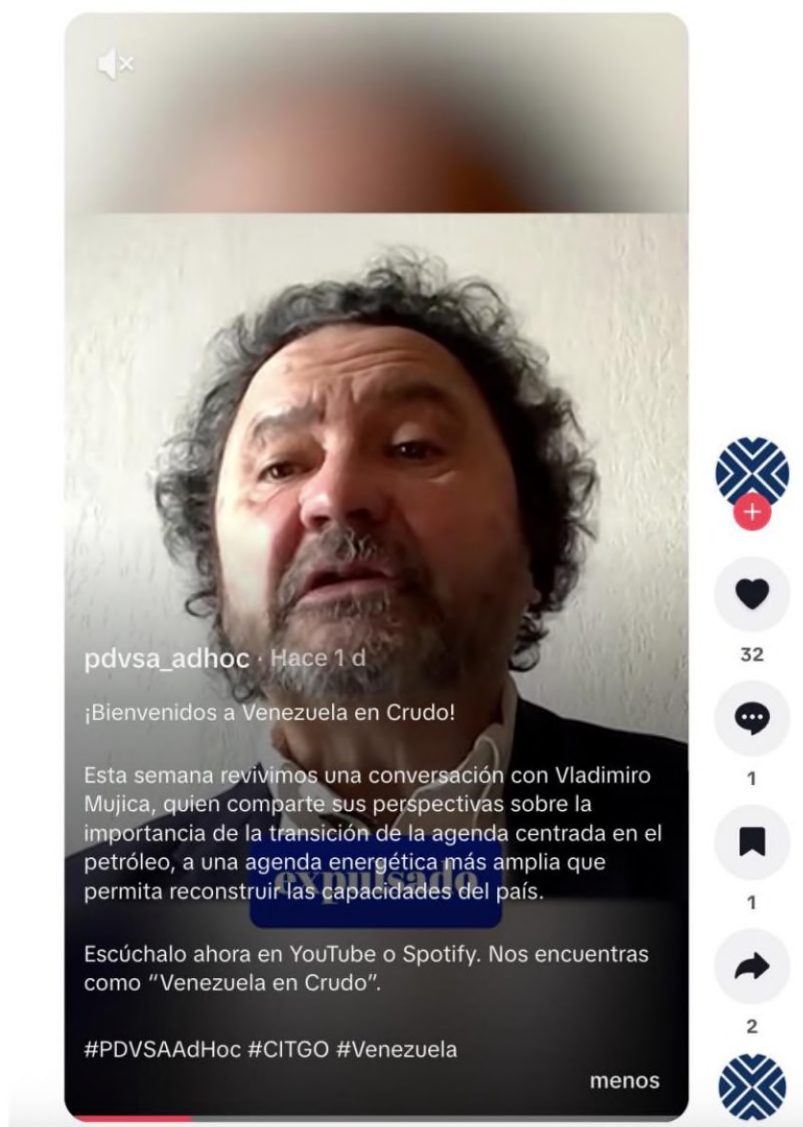 pdvsa_adhoc · Hace 1 d
¡Bienvenidos a Venezuela en Crudo!
Esta semana revivimos una conversación con Vladimiro
Mujica, quien comparte sus perspectivas sobre la
importancia de la transición de la agenda centrada en el
petróleo, a una agenda energética más amplia que
expulsado
permita reconstruir las capacidades del país.
Escúchalo ahora en YouTube o Spotify. Nos encuentras
como “Venezuela en Crudo”.
#PDVSAAdHoc #CITGO #Venezuela
menos
32
1
1
2